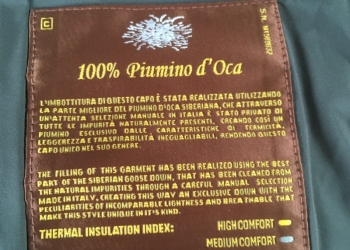 C
100% Piumino d'Oca
L'IMBOTTITURA DI QUESTO CAPO È STATA REALIZZATA UTILIZZANDO
LA PARTE MIGLIORE DEL PIUMINO D'OCA SIBERIANA, CHE ATTRAVERSO
UN'ATTENTA SELEZIONE MANUALE IN ITALIA È STATO PRIVATO DI
TUTTE LE IMPURITÀ NATURALMENTE PRESENTI, CREANDO COSÌ UN
PIUMINO ESCLUSIVO DALLE CARATTERISTICHE DI TERMICITÀ,
LEGGEREZZA E TRASPIRABILITÀ INEGUAGLIABILI, RENDENDO QUESTO
CAPO UNICO NEL SUO GENERE.
THE FILLING OF THIS GARMENT HAS BEEN REALIZED USING THE BEST
PART OF THE SIBERIAN GOOSE DOWN, THAT HAS BEEN CLEANED FROM
THE NATURAL IMPURITIES THROUGH A CAREFUL MANUAL SELECTION
MADE IN ITALY, CREATING THIS WAY AN EXCLUSIVE DOWN WITH THE
PECULIARITIES OF INCOMPARABLE LIGHTNESS AND BREATHABLE THAT
MAKE THIS STYLE UNIQUE IN IT'S KIND.
THERMAL INSULATION INDEX:
HIGH COMFORT
MEDIUM COMFORT